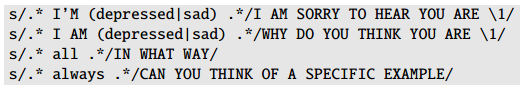 s/.* I’M (depressed|sad) .*/I AM SORRY TO HEAR YOU ARE \1/
s/.* I AM (depressed|sad) .*/WHY DO YOU THINK YOU ARE \1/
s/.* all .*/IN WHAT WAY/
s/.* always .*/CAN YOU THINK OF A SPECIFIC EXAMPLE/